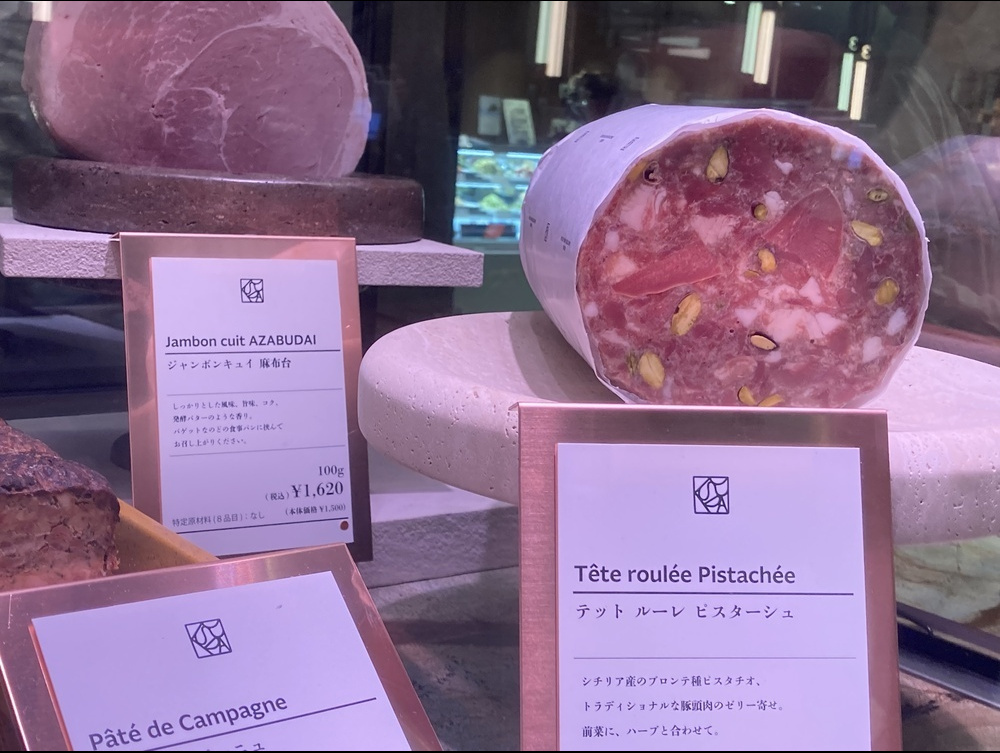 Jambon cuit AZABUDAI
ジャンボンキュイ 麻布台
しっかりとした風味、旨味、コク。
発酵バターのような香り。
バゲットなのどの食事パンに挟んで
お召し上がりください。
100g
(税込) ¥1,620
(本体価格 ¥1,500)
特定原材料(8品目):なし
Tête roulée Pistachée
テット ルーレ ピスターシュ
シチリア産のブロンテ種ピスタチオ、
トラディショナルな豚頭肉のゼリー寄せ。
前菜に、ハーブと合わせて。
Pâté de Campagne